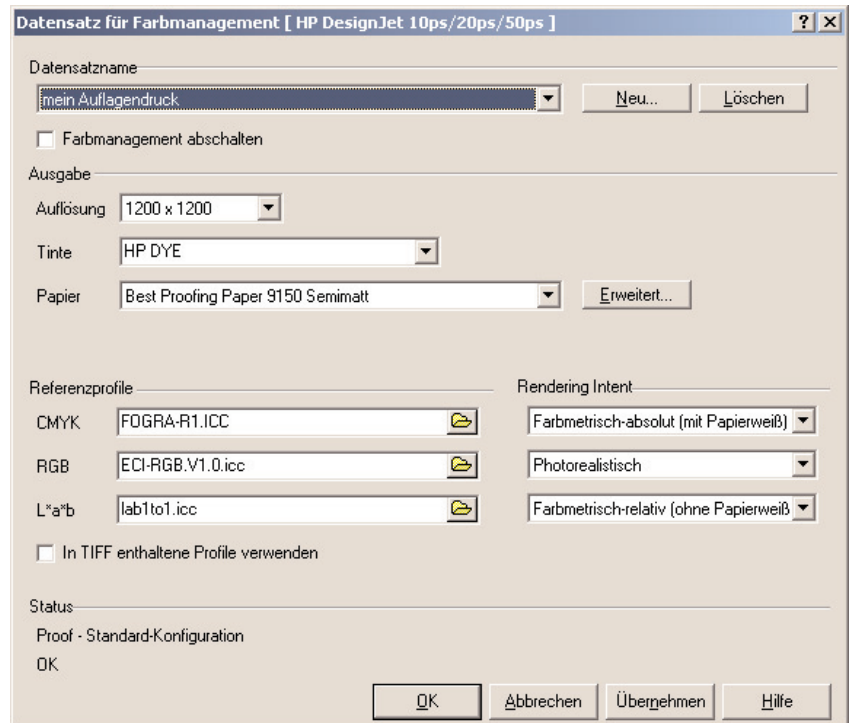 Datensatz für Farbmanagement [ HP DesignJet 10ps/20ps/50ps ]
Datensatzname
mein Auflagendruck
Neu...
Löschen
Farbmanagement abschalten
Ausgabe
Auflösung 1200 x 1200
Tinte HP DYE
Papier Best Proofing Paper 9150 Semimatt Erweitert...
Referenzprofile Rendering Intent
CMYK FOGRA-R1.ICC Farbmetrisch-absolut (mit Papierweiß)
RGB ECI-RGB.V1.0.icc Photorealistisch
L*a*b lab1to1.icc Farbmetrisch-relativ (ohne Papierweiß
In TIFF enthaltene Profile verwenden
Status
Proof - Standard-Konfiguration
OK
OK Abbrechen Übernehmen Hilfe